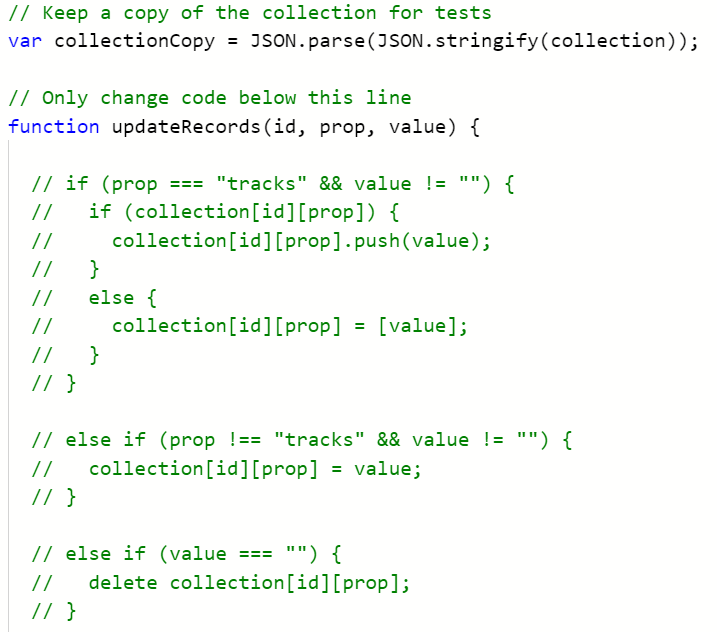 // Keep a copy of the collection for tests
var collectionCopy = JSON.parse(JSON.stringify(collection));
// Only change code below this line
function updateRecords(id, prop, value) {
// if (prop === "tracks" && value != "") {
//   if (collection[id][prop]) {
//     collection[id][prop].push(value);
//   }
//   else {
//     collection[id][prop] = [value];
//   }
// }
// else if (prop !== "tracks" && value != "") {
//   collection[id][prop] = value;
// }
// else if (value === "") {
//   delete collection[id][prop];
// }